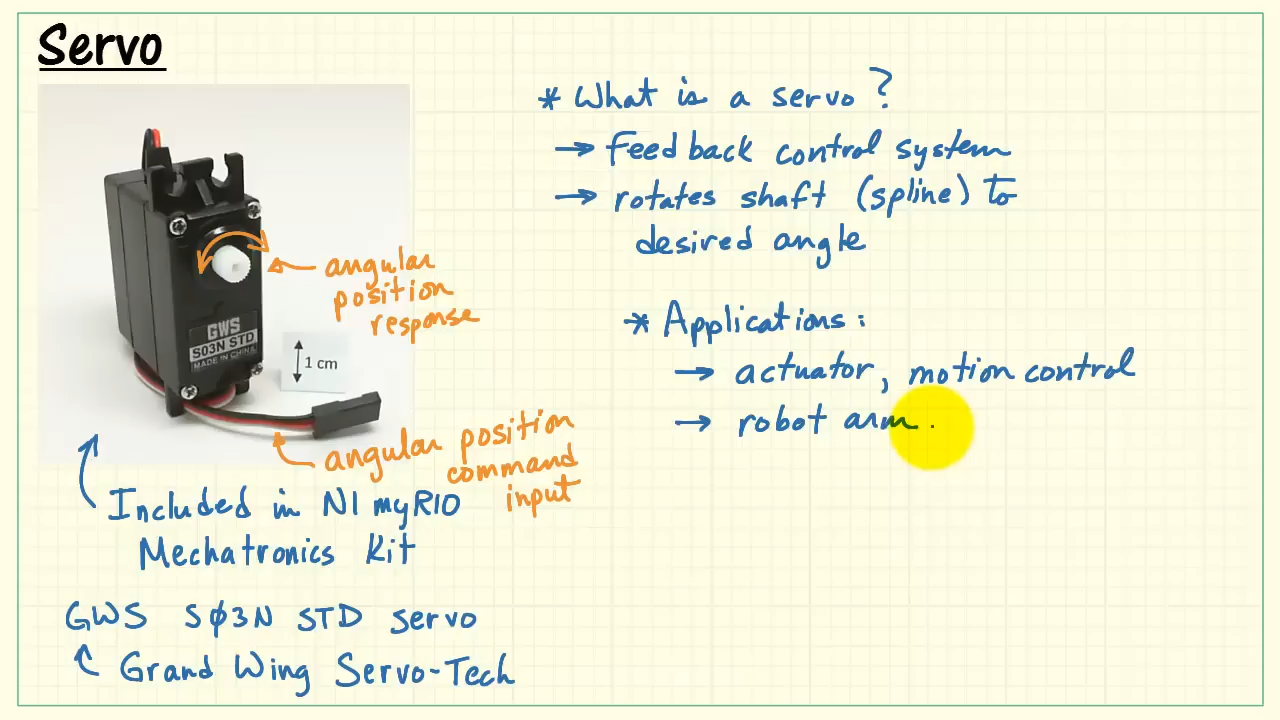 Servo
GWS
S03N STD
MADE IN CHINA
1 cm
angular
position
response
angular position
command
input
Included in NI myRIO
Mechatronics Kit
GWS SØ3N STD servo
Grand Wing Servo-Tech
* What is a servo?
→ feedback control system
→ rotates shaft (spline) to
desired angle
* Applications:
→ actuator, motion control
→ robot arm.